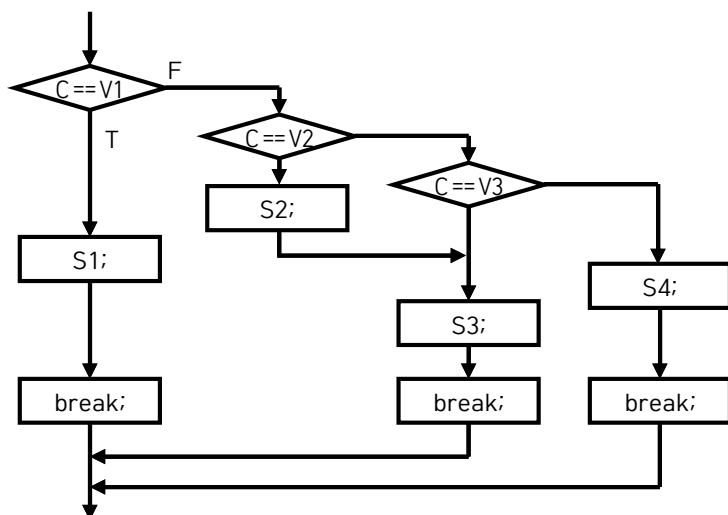 C == V1
F
T
C == V2
C == V3
S2;
S1;
S4;
S3;
break;
break;
break;